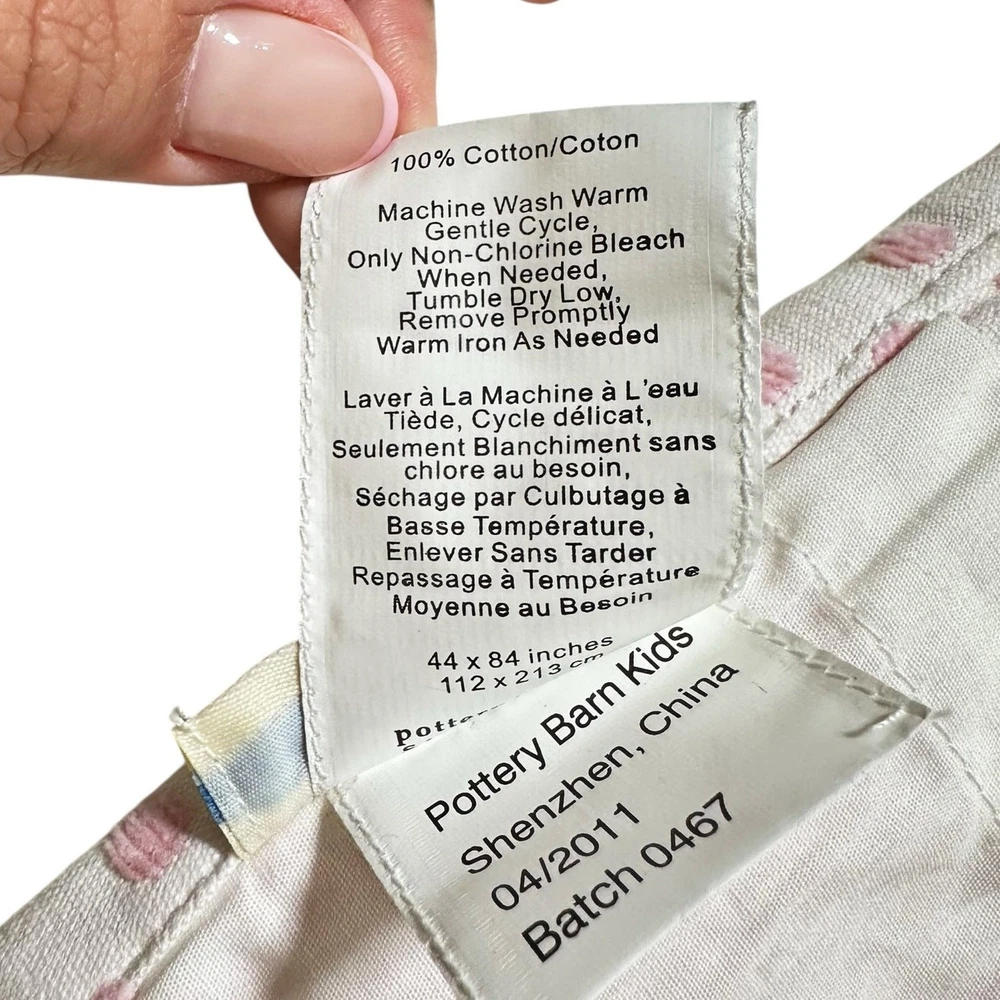 100% Cotton/Coton
Machine Wash Warm
Gentle Cycle,
Only Non-Chlorine Bleach
When Needed,
Tumble Dry Low,
Remove Promptly
Warm Iron As Needed
Laver à La Machine à L'eau
Tiède, Cycle délicat,
Seulement Blanchiment sans
chlore au besoin,
Séchage par Culbutage à
Basse Température,
Enlever Sans Tarder
Repassage à Température
Moyenne au Besoin
44 x 84 inches
112 x 213 cm
Pottery Barn Kids
Shenzhen, China
04/2011
Batch 0467